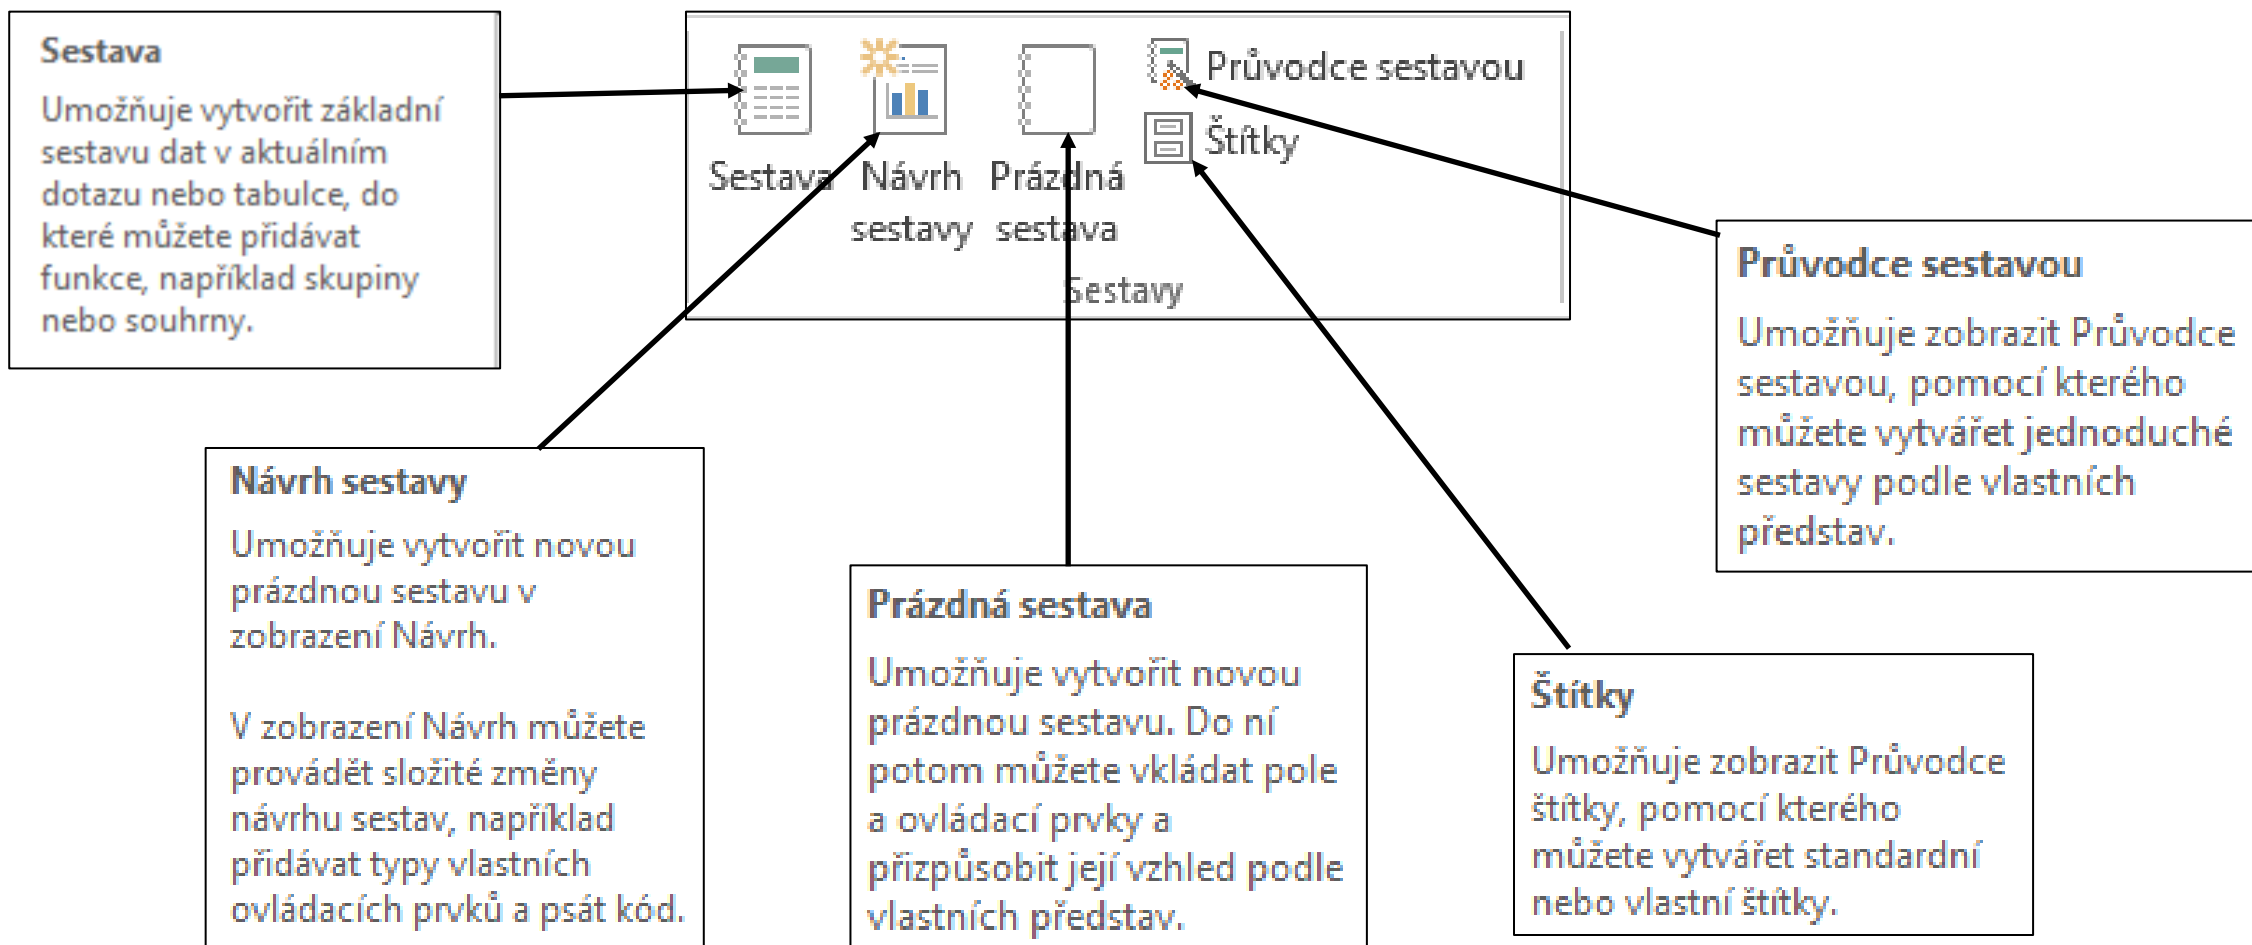 Sestava
Umožňuje vytvořit základní
sestavu dat v aktuálním
dotazu nebo tabulce, do
které můžete přidávat
funkce, například skupiny
nebo souhrny.
Sestava
Návrh
sestavy
Prázdná
sestava
Průvodce sestavou
Štítky
Sestavy
Průvodce sestavou
Umožňuje zobrazit Průvodce
sestavou, pomocí kterého
můžete vytvářet jednoduché
sestavy podle vlastních
představ.
Návrh sestavy
Umožňuje vytvořit novou
prázdnou sestavu v
zobrazení Návrh.
V zobrazení Návrh můžete
provádět složité změny
návrhu sestav, například
přidávat typy vlastních
ovládacích prvků a psát kód.
Prázdná sestava
Umožňuje vytvořit novou
prázdnou sestavu. Do ní
potom můžete vkládat pole
a ovládací prvky a
přizpůsobit její vzhled podle
vlastních představ.
Štítky
Umožňuje zobrazit Průvodce
štítky, pomocí kterého
můžete vytvářet standardní
nebo vlastní štítky.